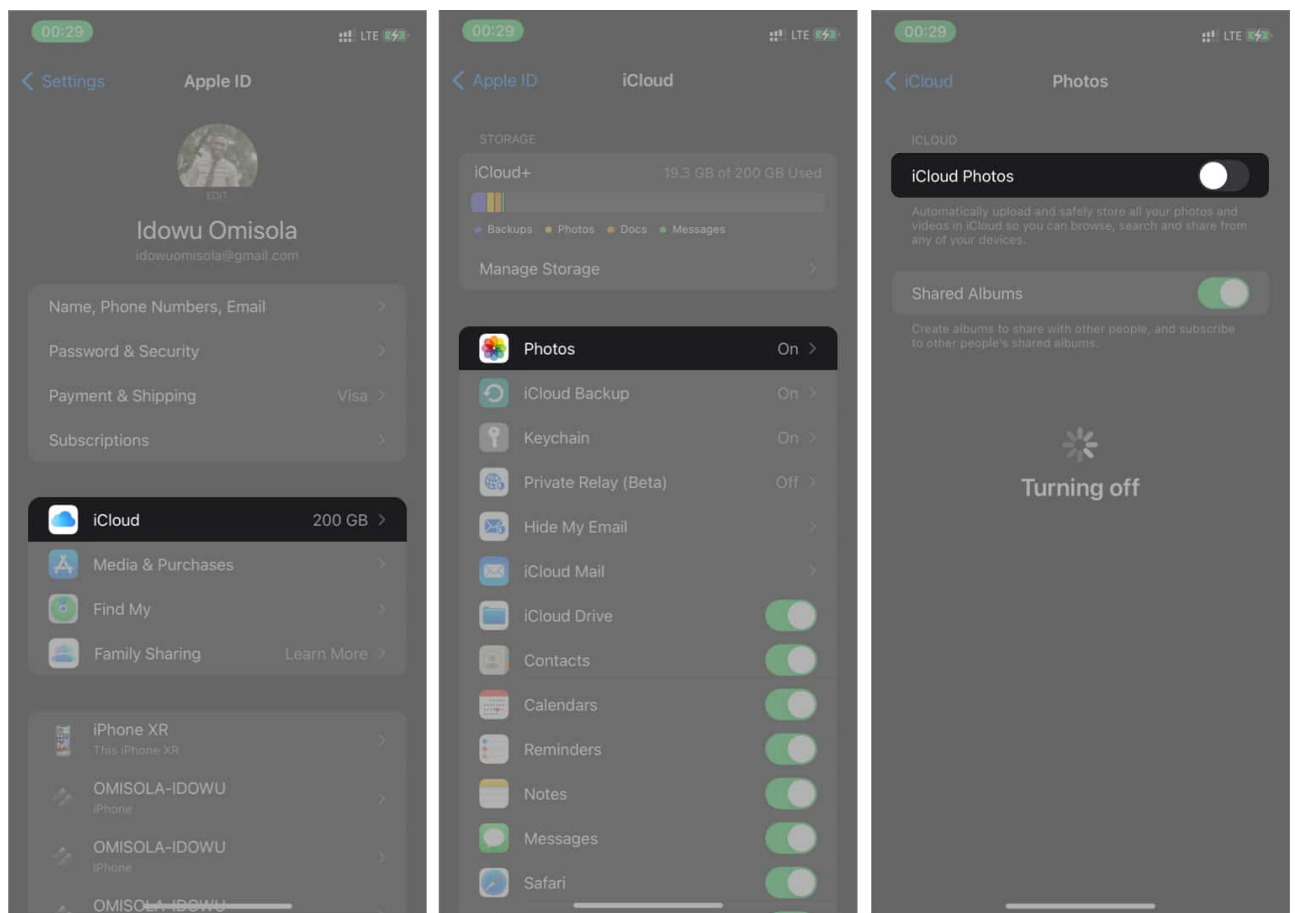 00:29
LTE
Settings
Apple ID
EDIT
Idowu Omisola
idowuomisola@gmail.com
Name, Phone Numbers, Email
Password & Security
Payment & Shipping Visa
Subscriptions
iCloud 200 GB
Media & Purchases
Find My
Family Sharing Learn More
iPhone XR
This iPhone XR
OMISOLA-IDOWU
iPhone
OMISOLA-IDOWU
iPhone
OMISOLA-IDOWU
00:29
LTE
Apple ID
iCloud
STORAGE
iCloud+ 19.3 GB of 200 GB Used
Backups Photos Docs Messages
Manage Storage
Photos On
iCloud Backup On
Keychain On
Private Relay (Beta) Off
Hide My Email
iCloud Mail
iCloud Drive
Contacts
Calendars
Reminders
Notes
Messages
Safari
00:29
LTE
iCloud
Photos
ICLOUD
iCloud Photos
Automatically upload and safely store all your photos and
videos in iCloud so you can browse, search and share from
any of your devices.
Shared Albums
Create albums to share with other people, and subscribe
to other people's shared albums.
Turning off